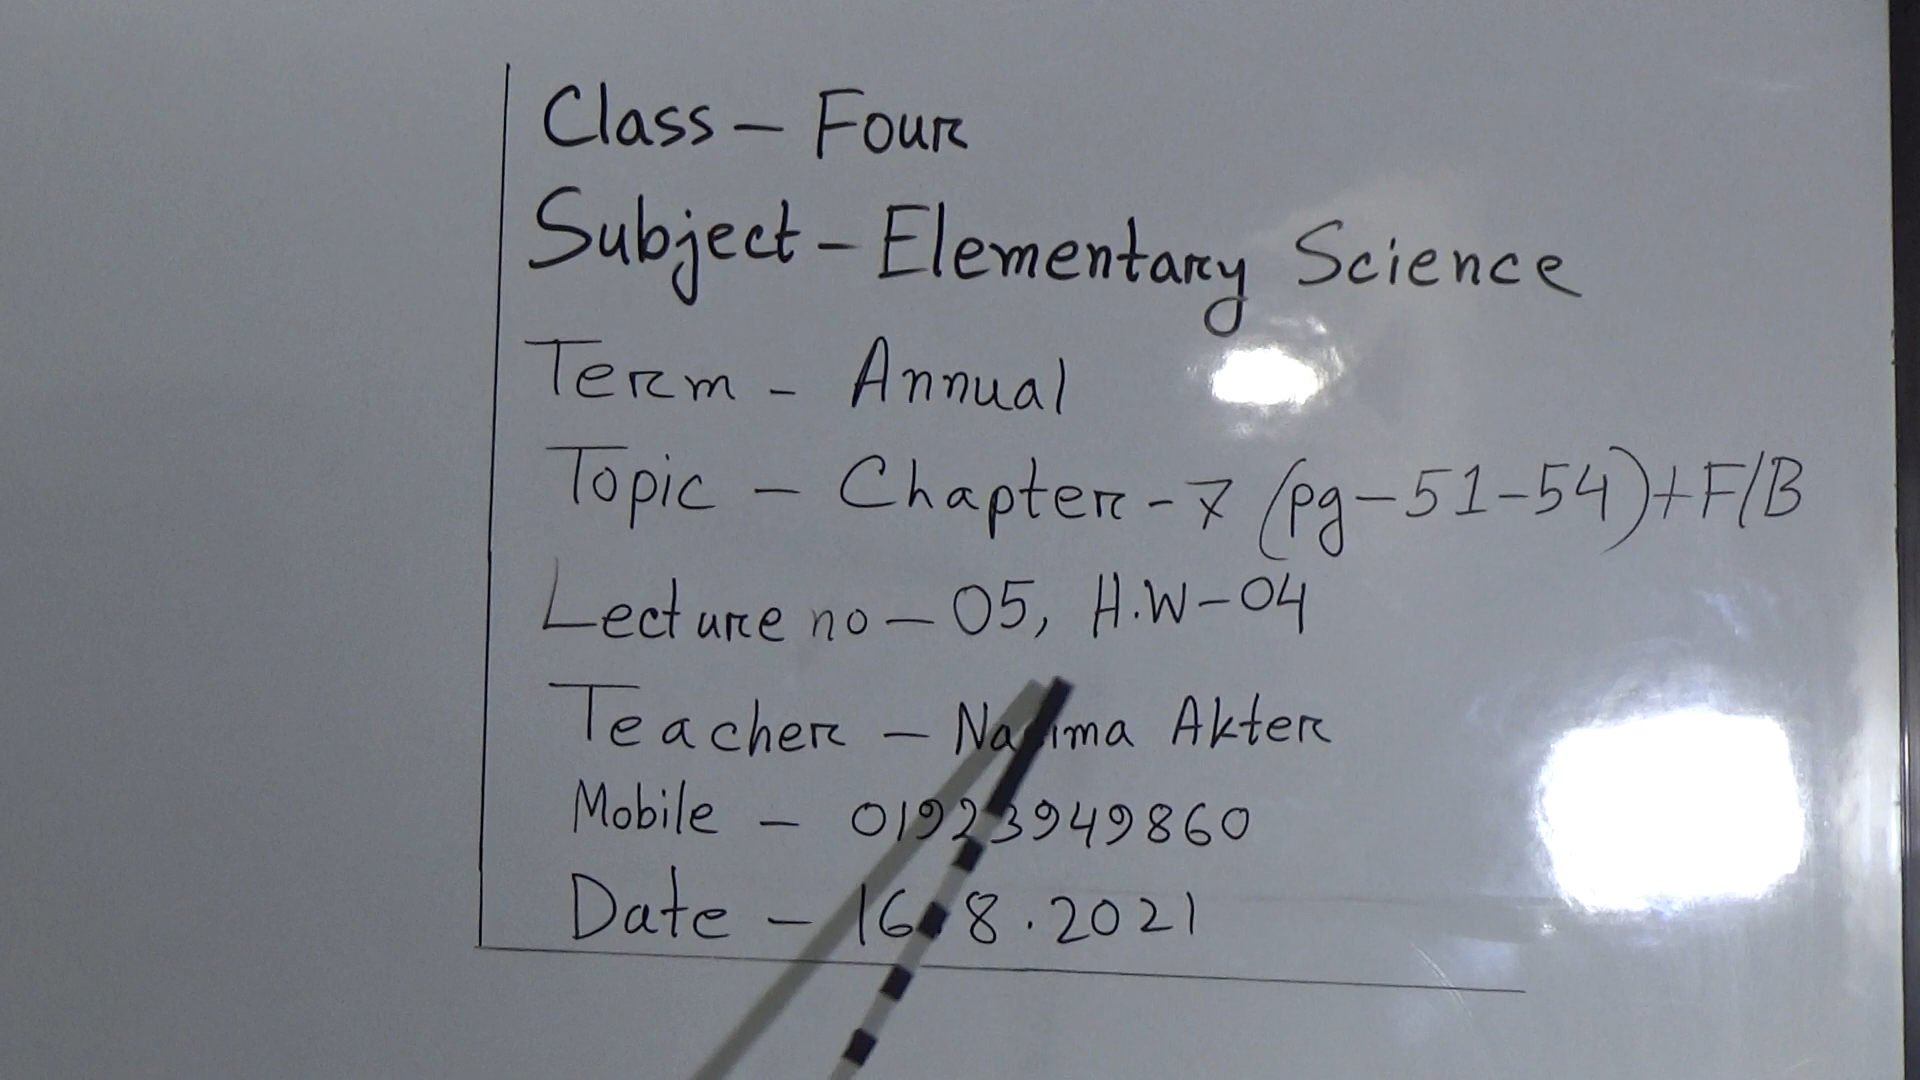 Class – Four
Subject – Elementary Science
Term – Annual
Topic – Chapter – 7 (pg – 51 – 54) + F/B
Lecture no – 05, H.W – 04
Teacher – Akter
Mobile – 01923949860
Date – 16.8.2021